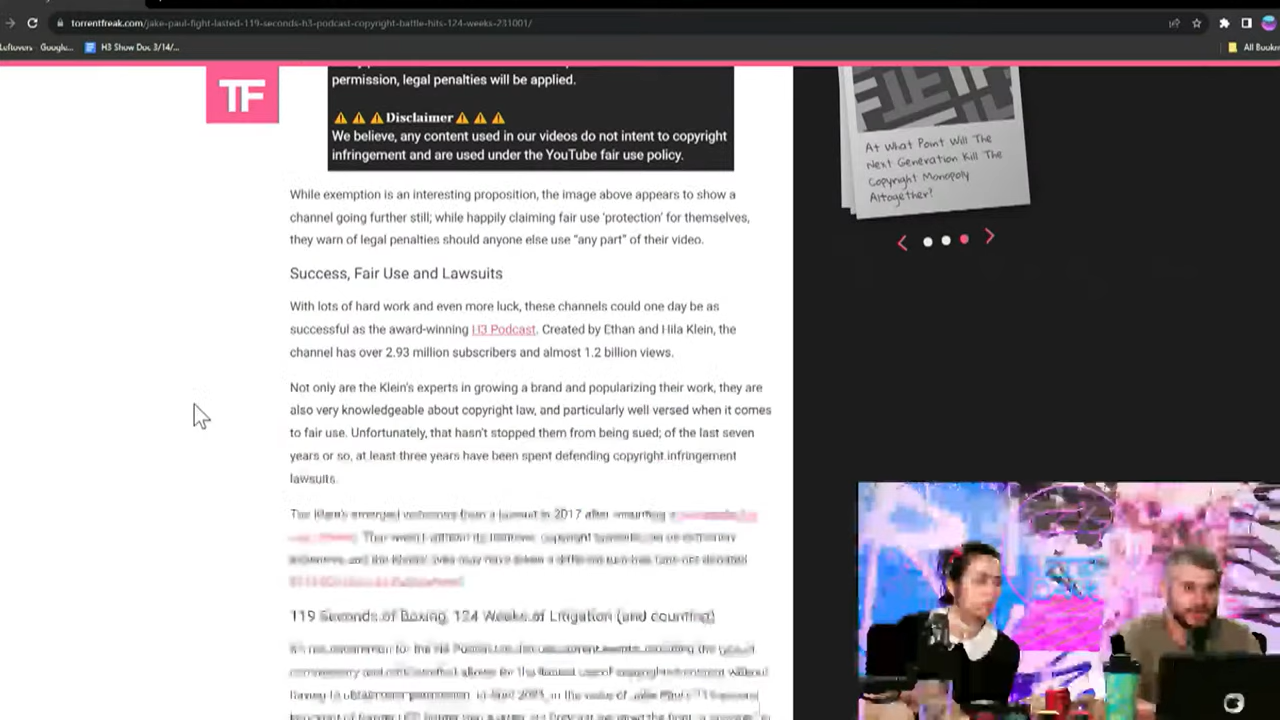 torrentfreak.com/jake-paul-fight-lasted-119-seconds-h3-podcast-copyright-battle-hits-124-weeks-231001/
Leftovers - Google...
H3 Show Doc 3/14/...
All Bookm
TF
permission, legal penalties will be applied.
⚠⚠⚠Disclaimer⚠⚠⚠
We believe, any content used in our videos do not intent to copyright
infringement and are used under the YouTube fair use policy.
At What Point Will The
Next Generation Kill The
Copyright Monopoly
Altogether?
While exemption is an interesting proposition, the image above appears to show a
channel going further still; while happily claiming fair use 'protection' for themselves,
they warn of legal penalties should anyone else use “any part” of their video.
Success, Fair Use and Lawsuits
With lots of hard work and even more luck, these channels could one day be as
successful as the award-winning H3 Podcast. Created by Ethan and Hila Klein, the
channel has over 2.93 million subscribers and almost 1.2 billion views.
Not only are the Klein's experts in growing a brand and popularizing their work, they are
also very knowledgeable about copyright law, and particularly well versed when it comes
to fair use. Unfortunately, that hasn't stopped them from being sued; of the last seven
years or so, at least three years have been spent defending copyright infringement
lawsuits.
The Klein's emerged victorious from a lawsuit in 2017 after
119 Seconds of Boxing, 124 Weeks of Litigation (and counting)